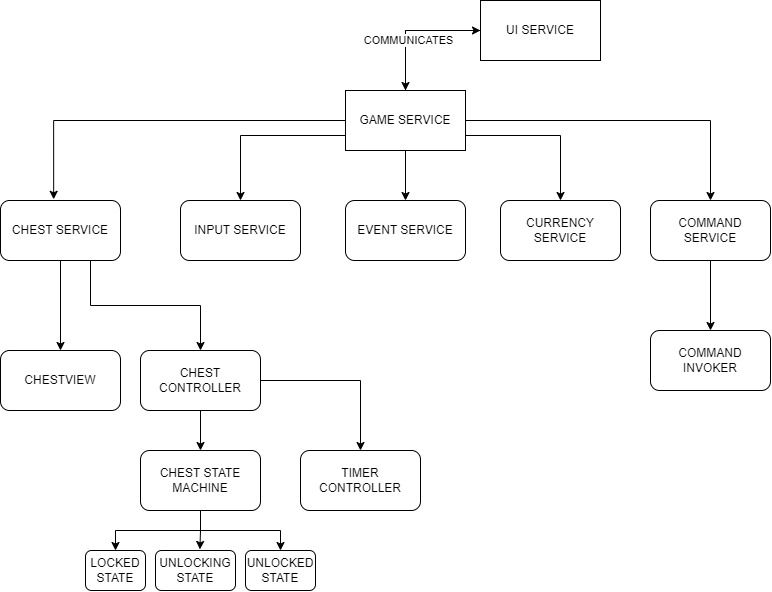 UI SERVICE
COMMUNICATES
GAME SERVICE
CHEST SERVICE
INPUT SERVICE
EVENT SERVICE
CURRENCY
SERVICE
COMMAND
SERVICE
CHESTVIEW
CHEST
CONTROLLER
COMMAND
INVOKER
CHEST STATE
MACHINE
TIMER
CONTROLLER
LOCKED
STATE
UNLOCKING
STATE
UNLOCKED
STATE